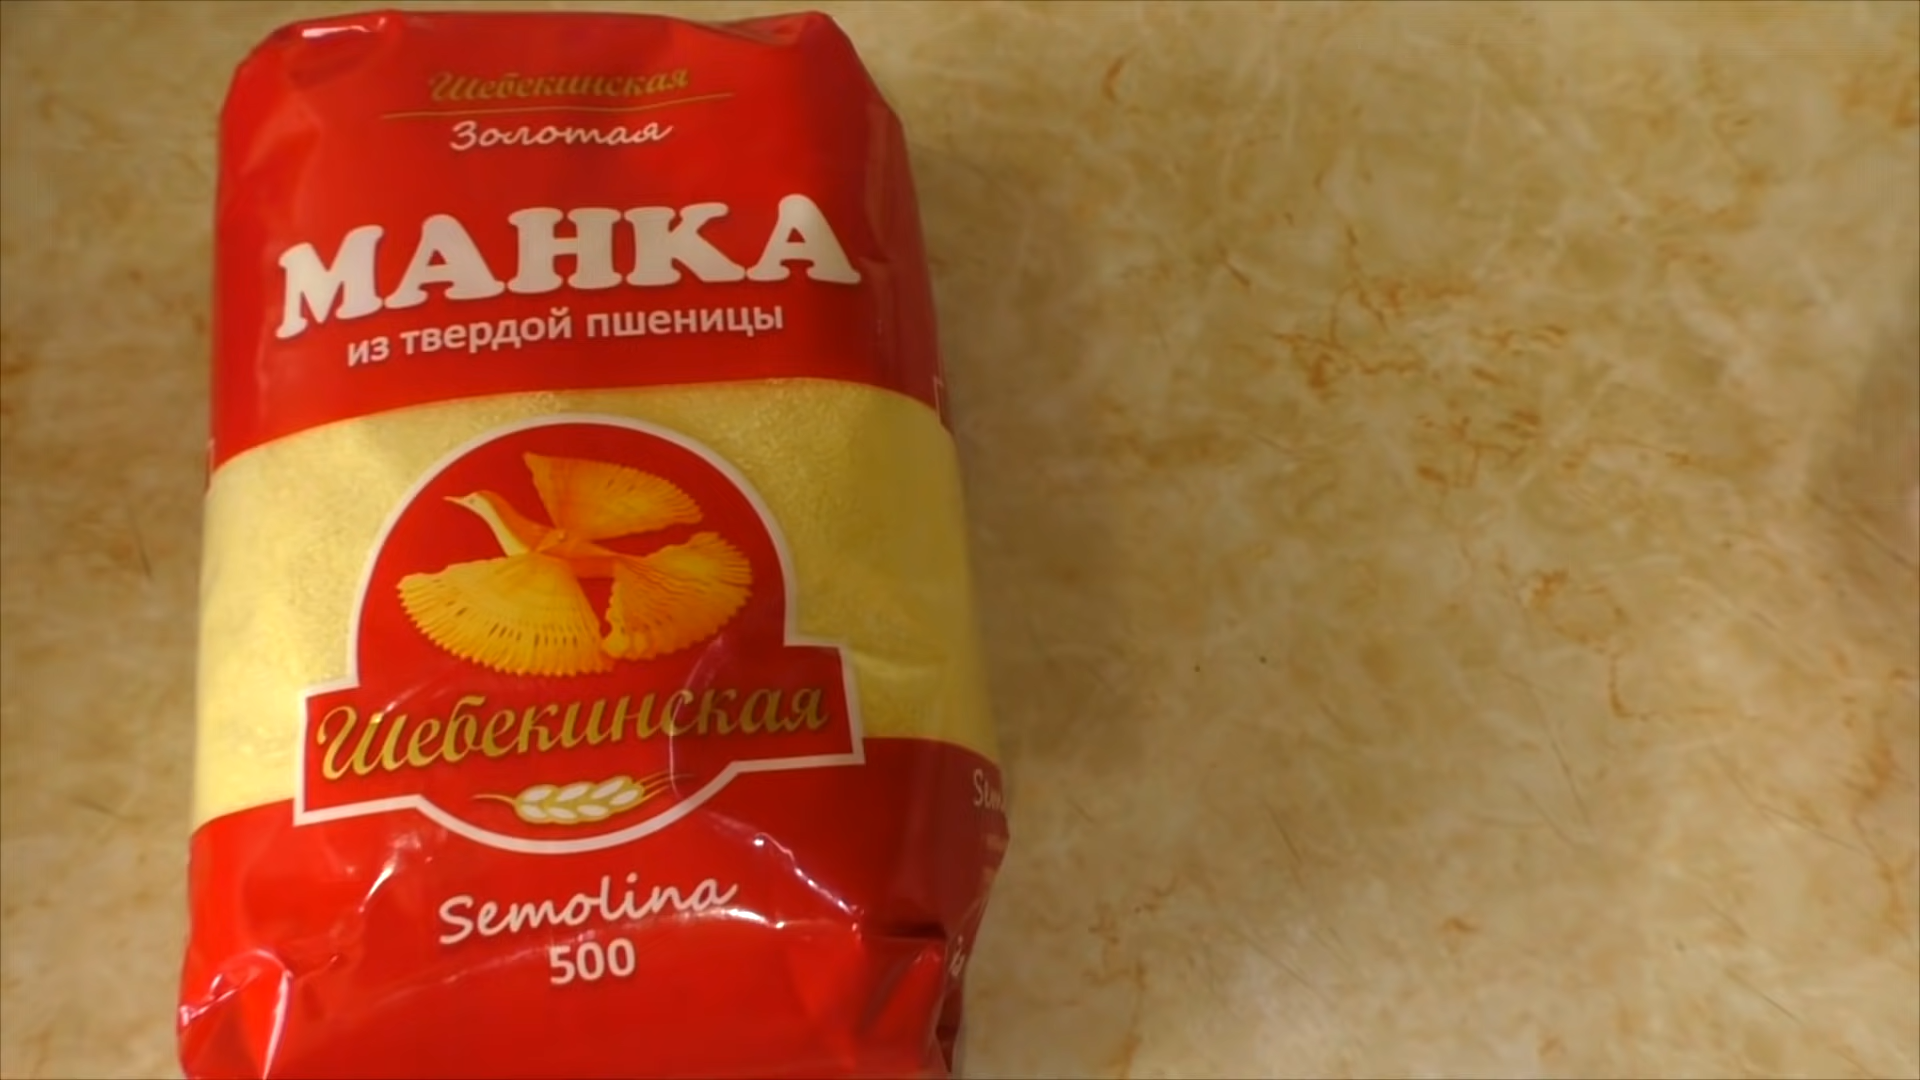 Шебекинская
Золотая
МАНКА
из твердой пшеницы
Шебекинская
Semolina
500